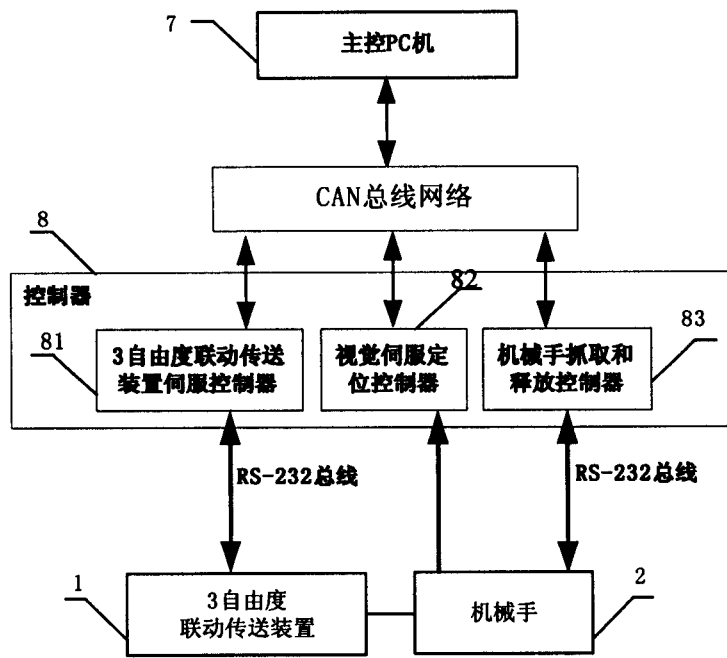 7
主控PC机
CAN总线网络
8
控制器
82
81
83
3自由度联动传送
装置伺服控制器
视觉伺服定
位控制器
机械手抓取和
释放控制器
RS-232总线
RS-232总线
1
2
3自由度
联动传送装置
机械手